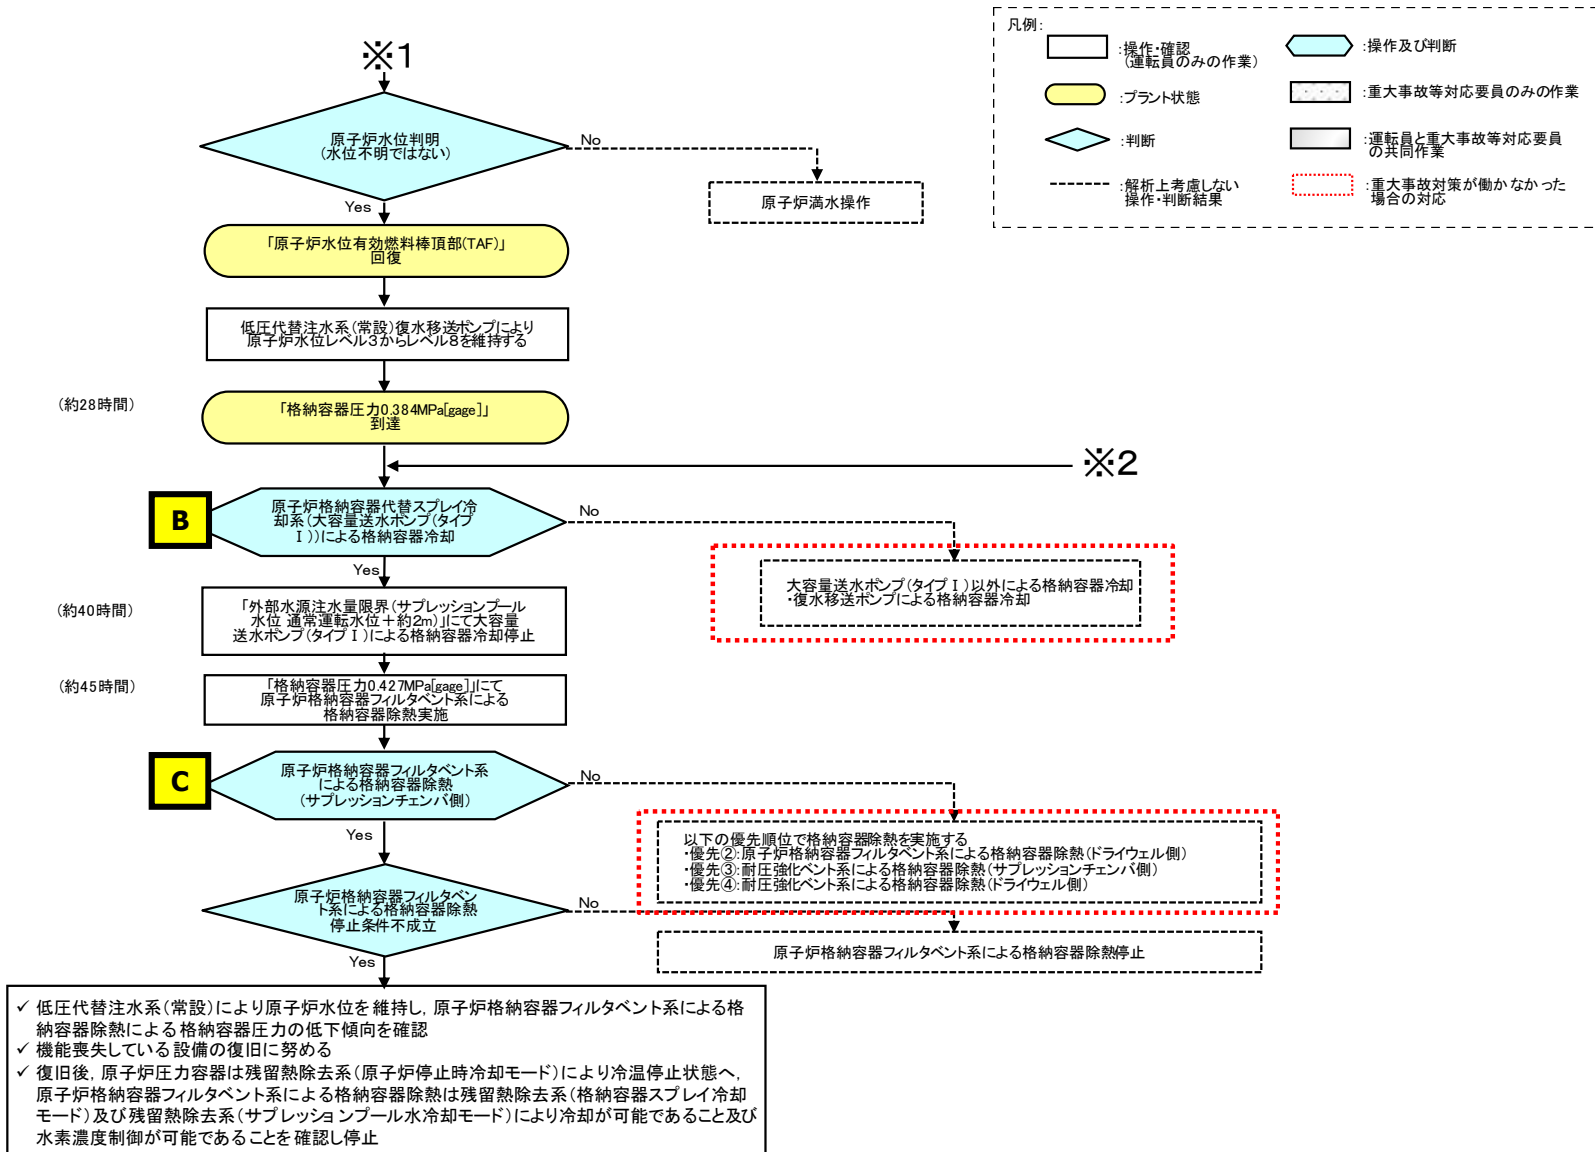 ※1
凡例:
:操作・確認
(運転員のみの作業)
:操作及び判断
:プラント状態
:重大事故等対応要員のみの作業
:判断
:運転員と重大事故等対応要員
の共同作業
:解析上考慮しない
操作・判断結果
:重大事故対策が働かなかった
場合の対応
原子炉水位判明
(水位不明ではない)
No
原子炉満水操作
Yes
「原子炉水位有効燃料棒頂部(TAF)」
回復
低圧代替注水系(常設)復水移送ポンプにより
原子炉水位レベル3からレベル8を維持する
(約28時間)
「格納容器圧力0.384MPa[gage]」
到達
※2
B
原子炉格納容器代替スプレイ冷
却系(大容量送水ポンプ(タイプ
Ⅰ))による格納容器冷却
No
大容量送水ポンプ(タイプⅠ)以外による格納容器冷却
・復水移送ポンプによる格納容器冷却
Yes
(約40時間)
「外部水源注水量限界(サプレッションプール
水位 通常運転水位+約2m)」にて大容量
送水ポンプ(タイプⅠ)による格納容器冷却停止
(約45時間)
「格納容器圧力0.427MPa[gage]」にて
原子炉格納容器フィルタベント系による
格納容器除熱実施
C
原子炉格納容器フィルタベント系
による格納容器除熱
(サプレッションチェンバ側)
No
以下の優先順位で格納容器除熱を実施する
・優先②:原子炉格納容器フィルタベント系による格納容器除熱(ドライウェル側)
・優先③:耐圧強化ベント系による格納容器除熱(サプレッションチェンバ側)
・優先④:耐圧強化ベント系による格納容器除熱(ドライウェル側)
Yes
原子炉格納容器フィルタベン
ト系による格納容器除熱
停止条件不成立
No
原子炉格納容器フィルタベント系による格納容器除熱停止
Yes
✓ 低圧代替注水系(常設)により原子炉水位を維持し,原子炉格納容器フィルタベント系による格
納容器除熱による格納容器圧力の低下傾向を確認
✓ 機能喪失している設備の復旧に努める
✓ 復旧後,原子炉圧力容器は残留熱除去系(原子炉停止時冷却モード)により冷温停止状態へ,
原子炉格納容器フィルタベント系による格納容器除熱は残留熱除去系(格納容器スプレイ冷却
モード)及び残留熱除去系(サプレッションプール水冷却モード)により冷却が可能であること及び
水素濃度制御が可能であることを確認し停止